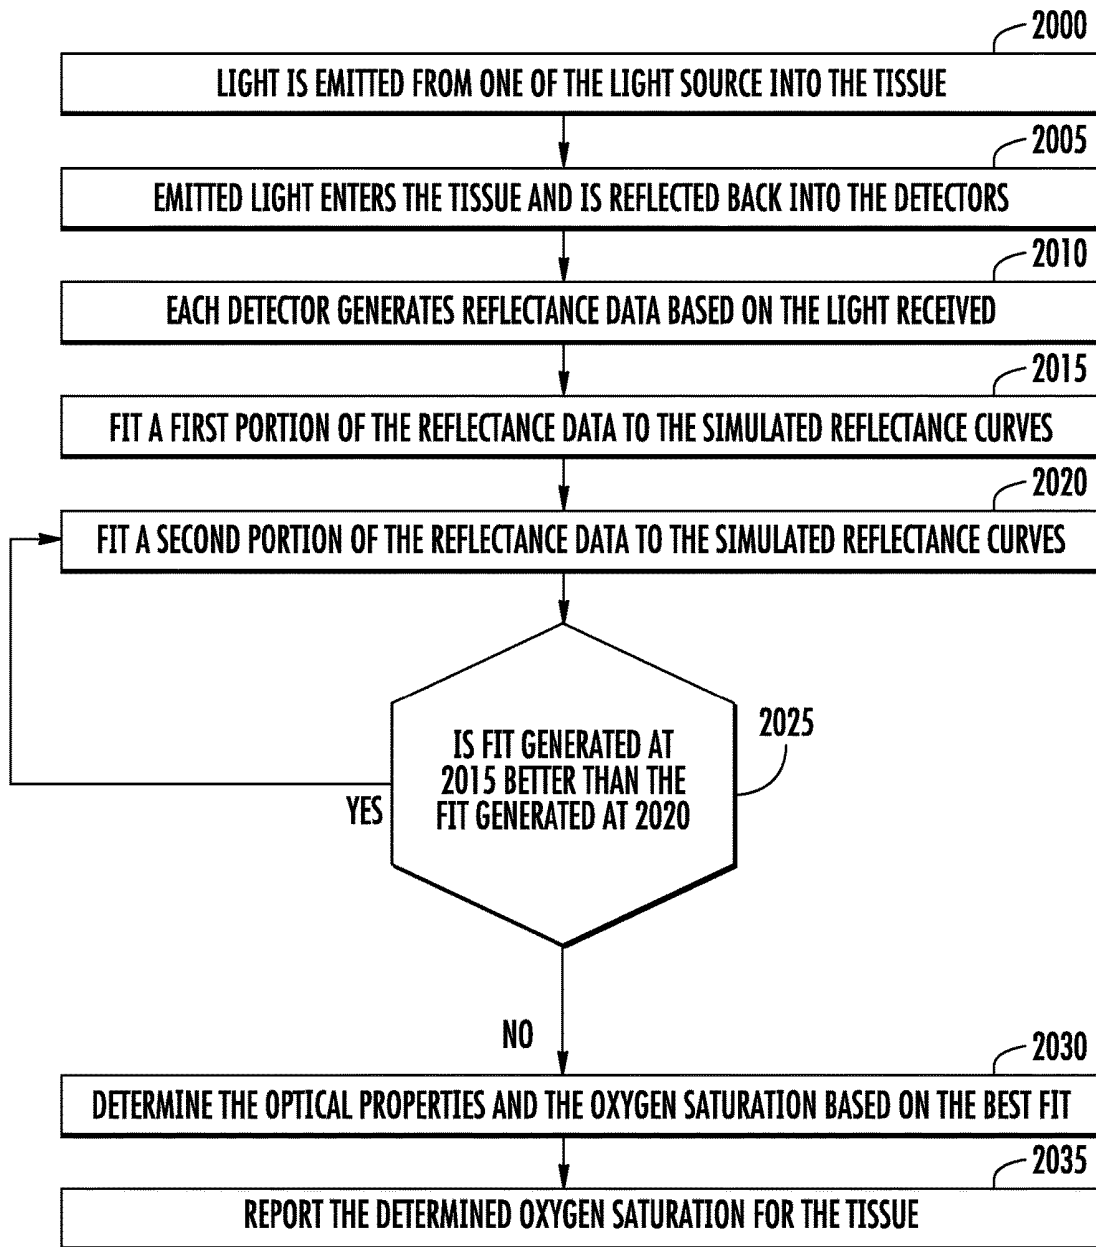 2000
LIGHT IS EMITTED FROM ONE OF THE LIGHT SOURCE INTO THE TISSUE
2005
EMITTED LIGHT ENTERS THE TISSUE AND IS REFLECTED BACK INTO THE DETECTORS
2010
EACH DETECTOR GENERATES REFLECTANCE DATA BASED ON THE LIGHT RECEIVED
2015
FIT A FIRST PORTION OF THE REFLECTANCE DATA TO THE SIMULATED REFLECTANCE CURVES
2020
FIT A SECOND PORTION OF THE REFLECTANCE DATA TO THE SIMULATED REFLECTANCE CURVES
2025
IS FIT GENERATED AT
2015 BETTER THAN THE
FIT GENERATED AT 2020
YES
NO
2030
DETERMINE THE OPTICAL PROPERTIES AND THE OXYGEN SATURATION BASED ON THE BEST FIT
2035
REPORT THE DETERMINED OXYGEN SATURATION FOR THE TISSUE